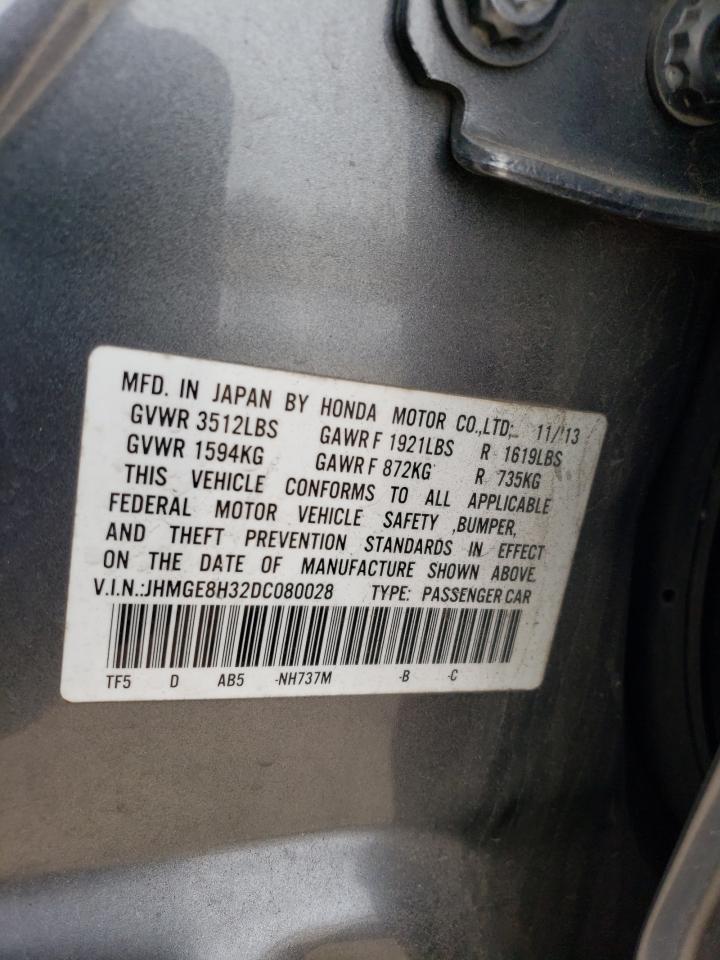 MFD. IN JAPAN BY HONDA MOTOR CO.,LTD; 11/'13
GVWR 3512LBS GAWR F 1921LBS R 1619LBS
GVWR 1594KG GAWR F 872KG R 735KG
THIS VEHICLE CONFORMS TO ALL APPLICABLE
FEDERAL MOTOR VEHICLE SAFETY ,BUMPER,
AND THEFT PREVENTION STANDARDS IN EFFECT
ON THE DATE OF MANUFACTURE SHOWN ABOVE.
V.I.N.:JHMGE8H32DC080028 TYPE: PASSENGER CAR
TF5 D AB5 -NH737M -B -C